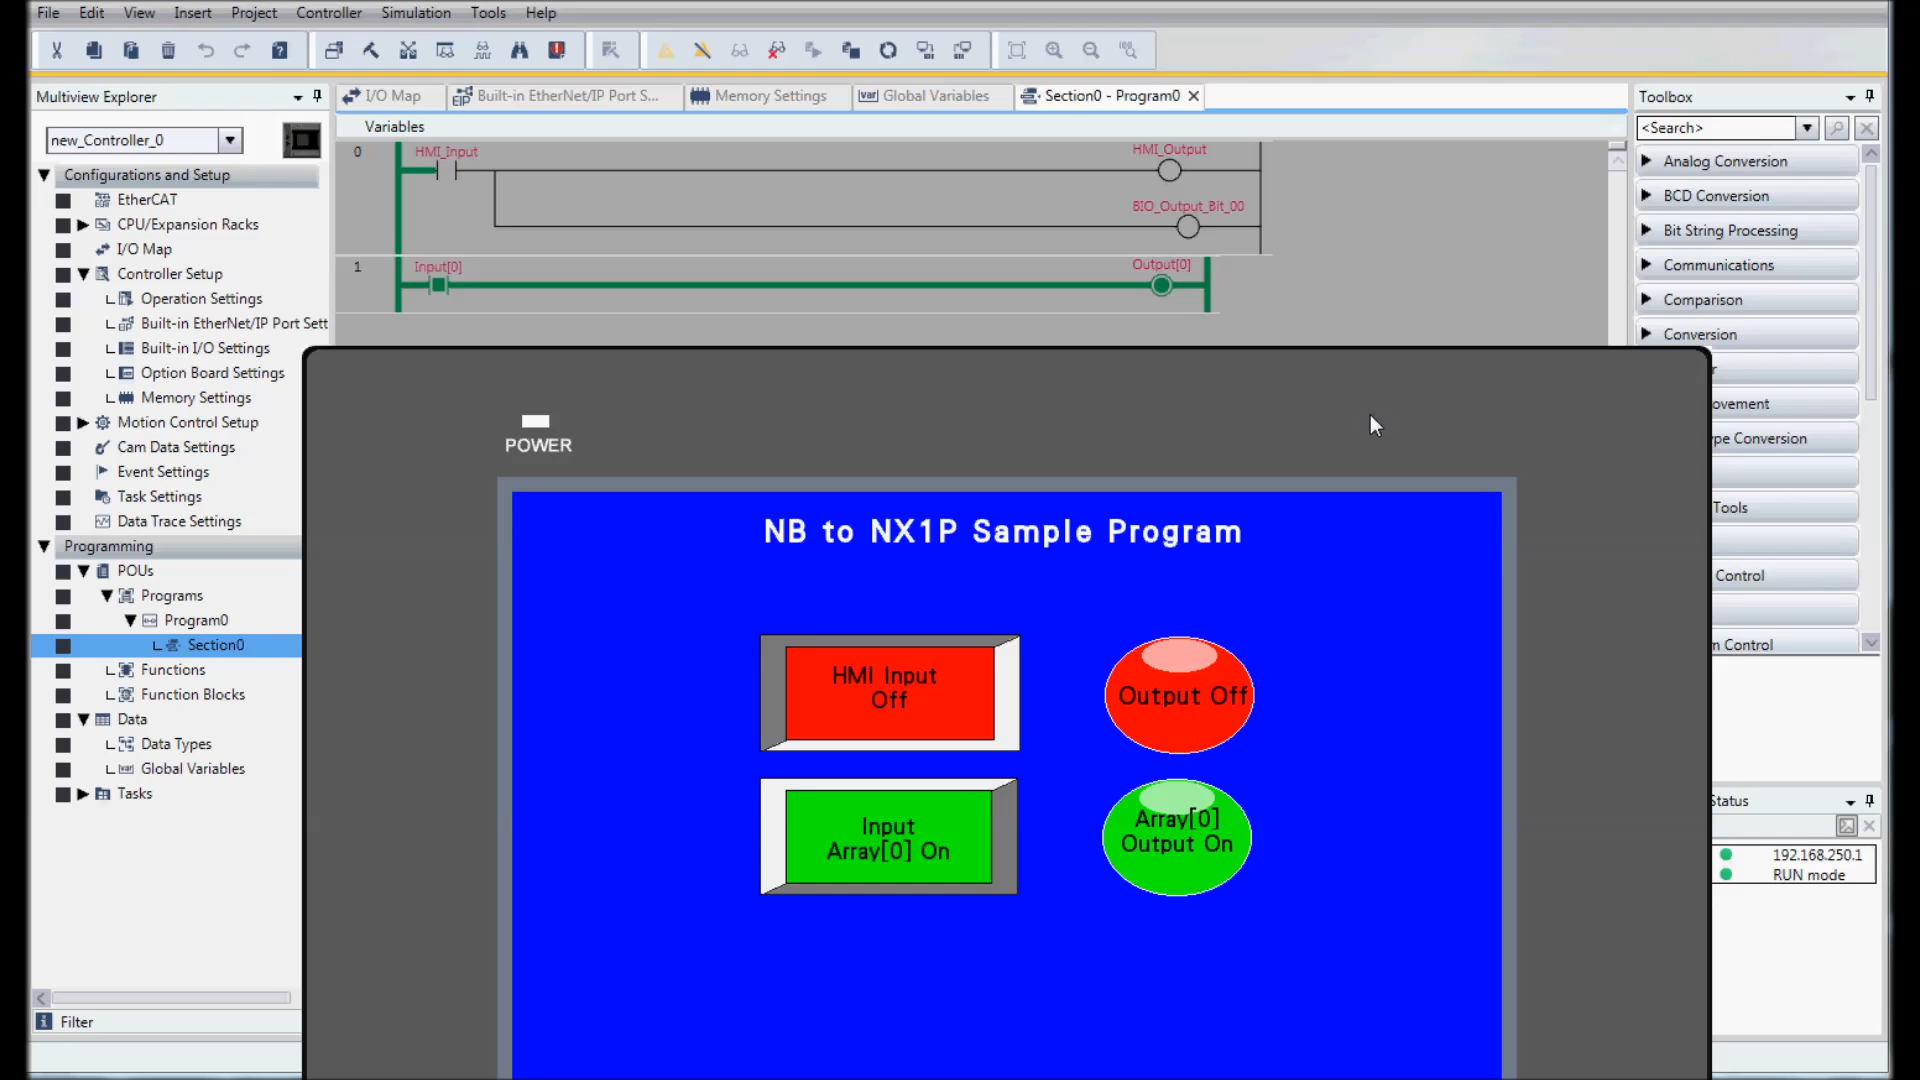 File Edit View Insert Project Controller Simulation Tools Help
Multiview Explorer
new_Controller_0
Configurations and Setup
EtherCAT
CPU/Expansion Racks
I/O Map
Controller Setup
Operation Settings
Built-in EtherNet/IP Port Sett
Built-in I/O Settings
Option Board Settings
Memory Settings
Motion Control Setup
Cam Data Settings
Event Settings
Task Settings
Data Trace Settings
Programming
POUs
Programs
Program0
Section0
Functions
Function Blocks
Data
Data Types
Global Variables
Tasks
Filter
I/O Map
EIP Built-in EtherNet/IP Port S...
Memory Settings
var Global Variables
Section0 - Program0
Variables
0
HMI_Input
HMI_Output
BIO_Output_Bit_00
1
Input[0]
Output[0]
POWER
NB to NX1P Sample Program
HMI Input
Off
Output Off
Input
Array[0] On
Array[0]
Output On
Toolbox
<Search>
Analog Conversion
BCD Conversion
Bit String Processing
Communications
Comparison
Conversion
r
ovement
ype Conversion
Tools
Control
m Control
Status
192.168.250.1
RUN mode